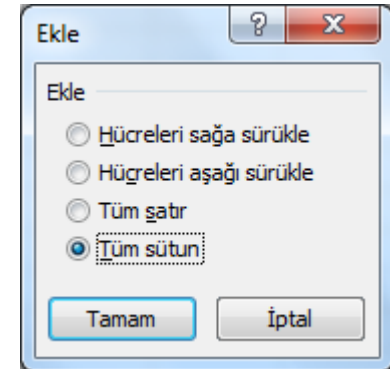 Ekle
Ekle
Hücreleri sağa sürükle
Hücreleri aşağı sürükle
Tüm satır
Tüm sütun
Tamam
İptal